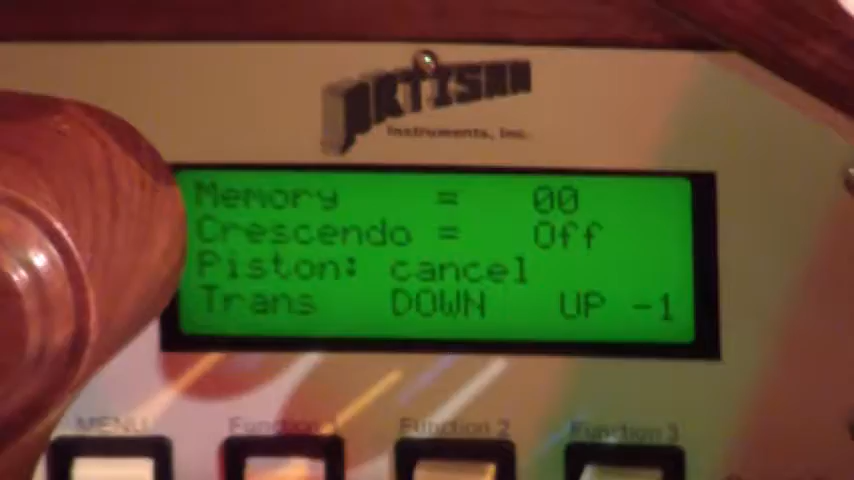 ARTISAN
Instruments, Inc.
Memory = 00
Crescendo = Off
Piston: cancel
Trans DOWN UP -1
MENU Function 1 Function 2 Function 3